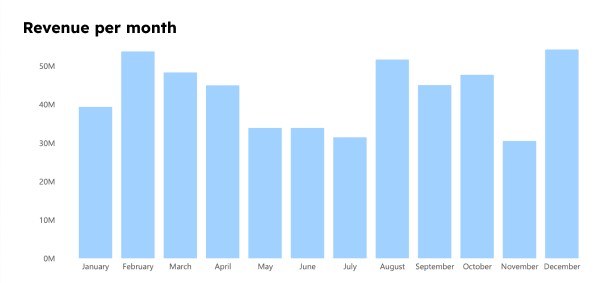 Revenue per month
50M
40M
30M
20M
10M
0M
January February March April May June July August September October November December